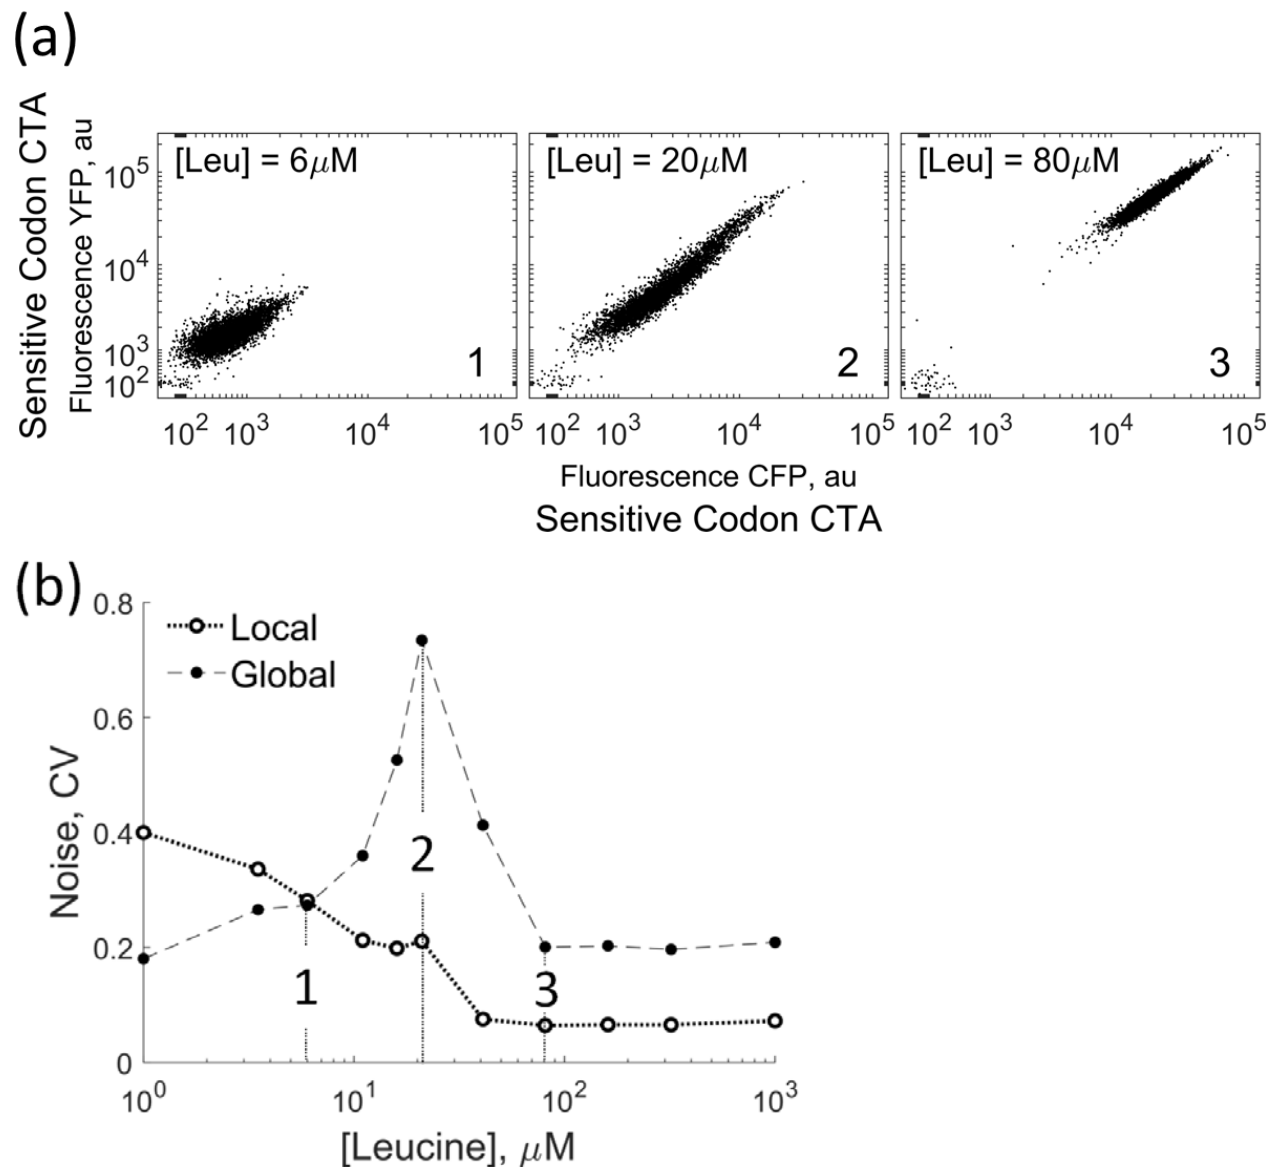 (a)
Sensitive Codon CTA
Fluorescence YFP, au
10^5
10^4
10^3
10^2
[Leu] = 6μM
1
[Leu] = 20μM
2
[Leu] = 80μM
3
10^2 10^3 10^4 10^5
10^2 10^3 10^4 10^5
10^2 10^3 10^4 10^5
Fluorescence CFP, au
Sensitive Codon CTA
(b)
Noise, CV
0.8
0.6
0.4
0.2
0
Local
Global
1
2
3
10^0 10^1 10^2 10^3
[Leucine], μM